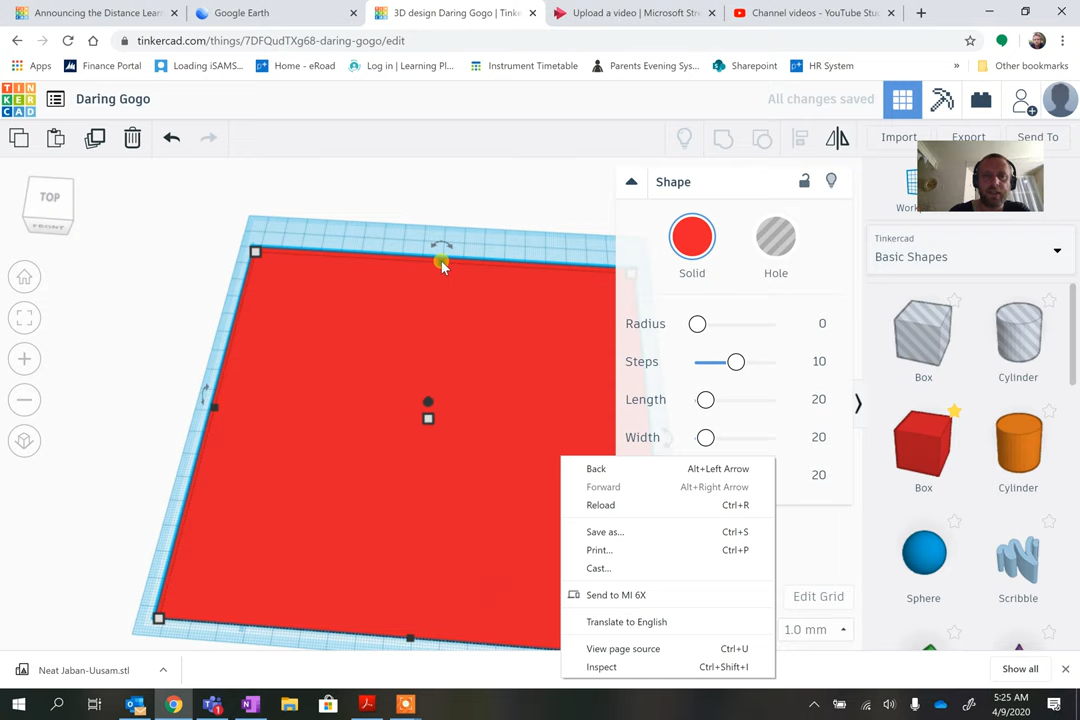 Announcing the Distance Learn
Google Earth
3D design Daring Gogo | Tinke
Upload a video | Microsoft Stre
Channel videos - YouTube Stu
tinkercad.com/things/7DFQudTXg68-daring-gogo/edit
Apps
Finance Portal
Loading iSAMS...
Home - eRoad
Log in | Learning Pl...
Instrument Timetable
Parents Evening Sys...
Sharepoint
HR System
»
Other bookmarks
TIN
KER
CAD
Daring Gogo
All changes saved
Import
Export
Send To
TOP
FRONT
Shape
Work
Solid
Hole
Tinkercad
Basic Shapes
Radius 0
Steps 10
Length 20
Width 20
20
Box
Cylinder
Box
Cylinder
Sphere
Scribble
Back Alt+Left Arrow
Forward Alt+Right Arrow
Reload Ctrl+R
Save as... Ctrl+S
Print... Ctrl+P
Cast...
Send to MI 6X
Translate to English
View page source Ctrl+U
Inspect Ctrl+Shift+I
Edit Grid
1.0 mm
Neat Jaban-Uusam.stl
Show all
5:25 AM
4/9/2020